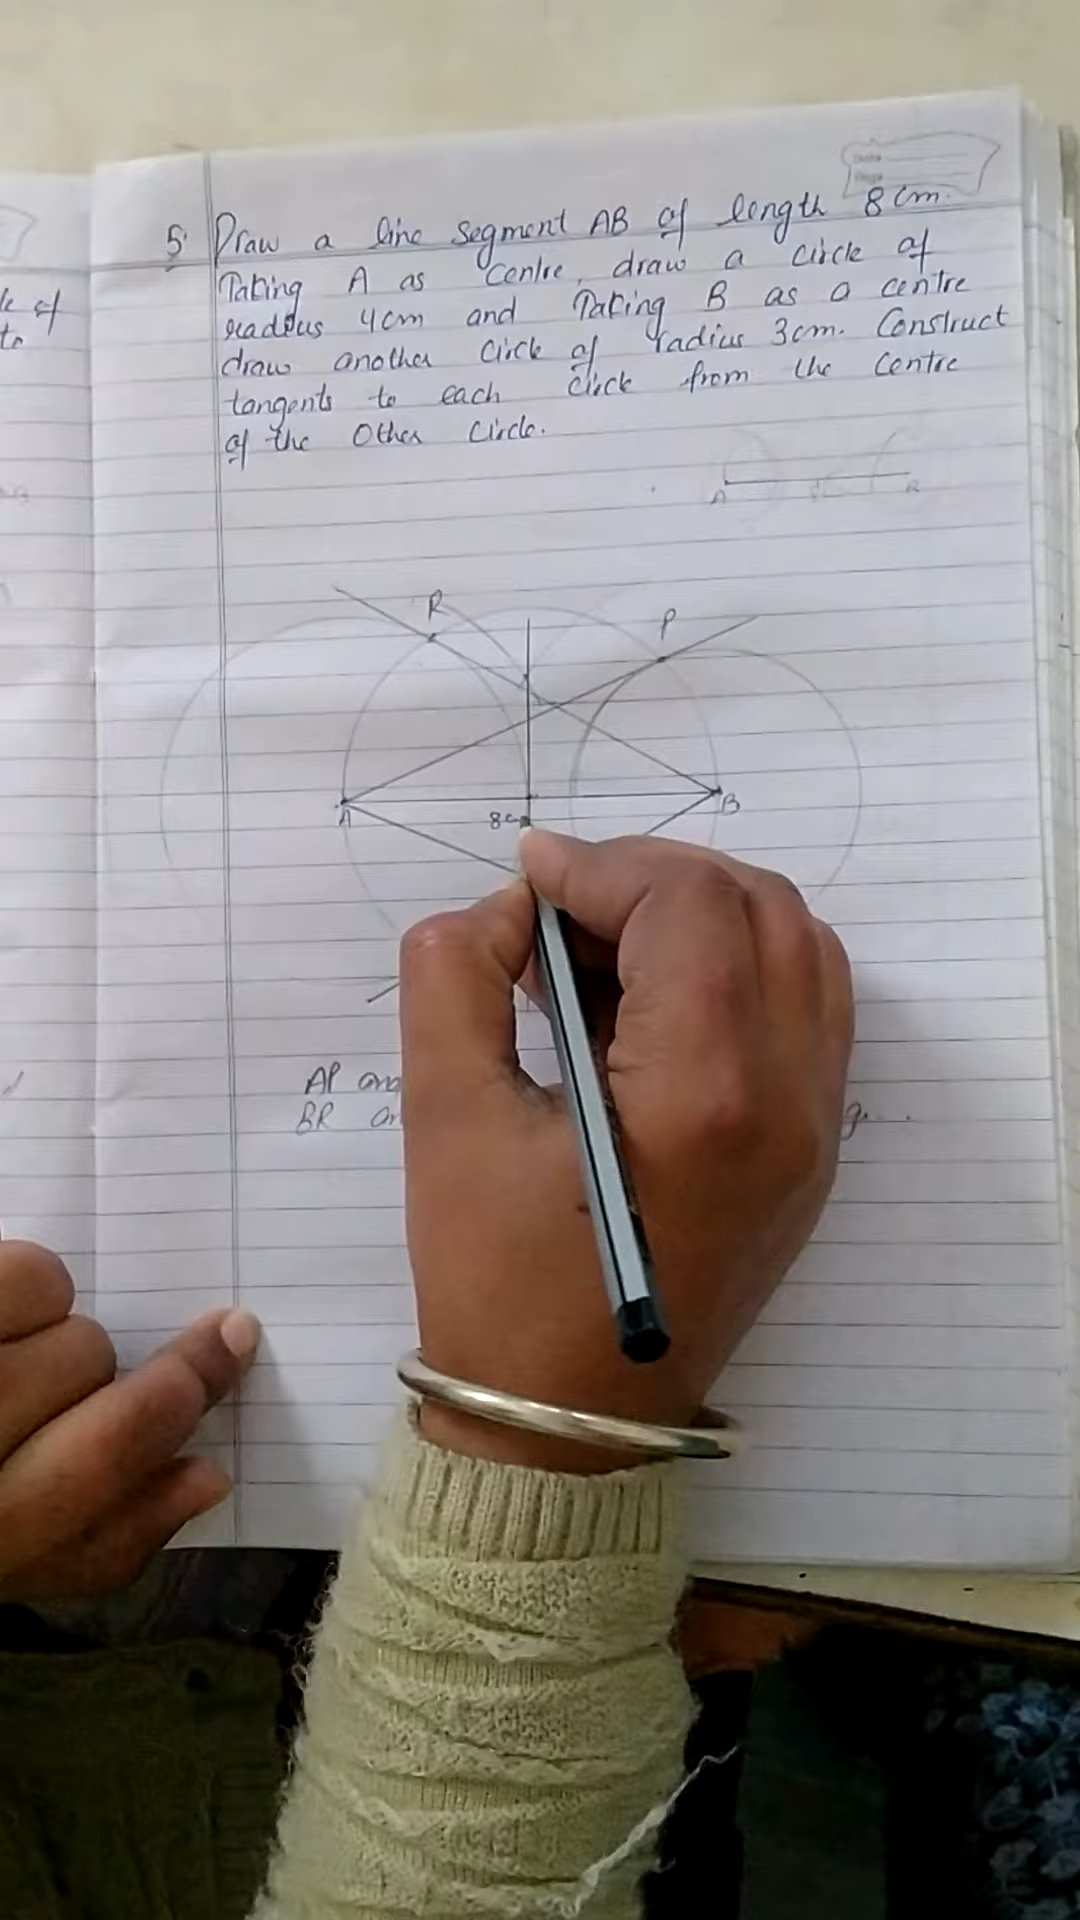 5. Draw a line segment AB of length 8 cm.
Taking A as centre, draw a circle of
radius 4cm and Taking B as a centre
draw another circle of radius 3cm. Construct
tangents to each circle from the centre
of the Other Circle.
A B
R P
A B
8c
AP and
BR